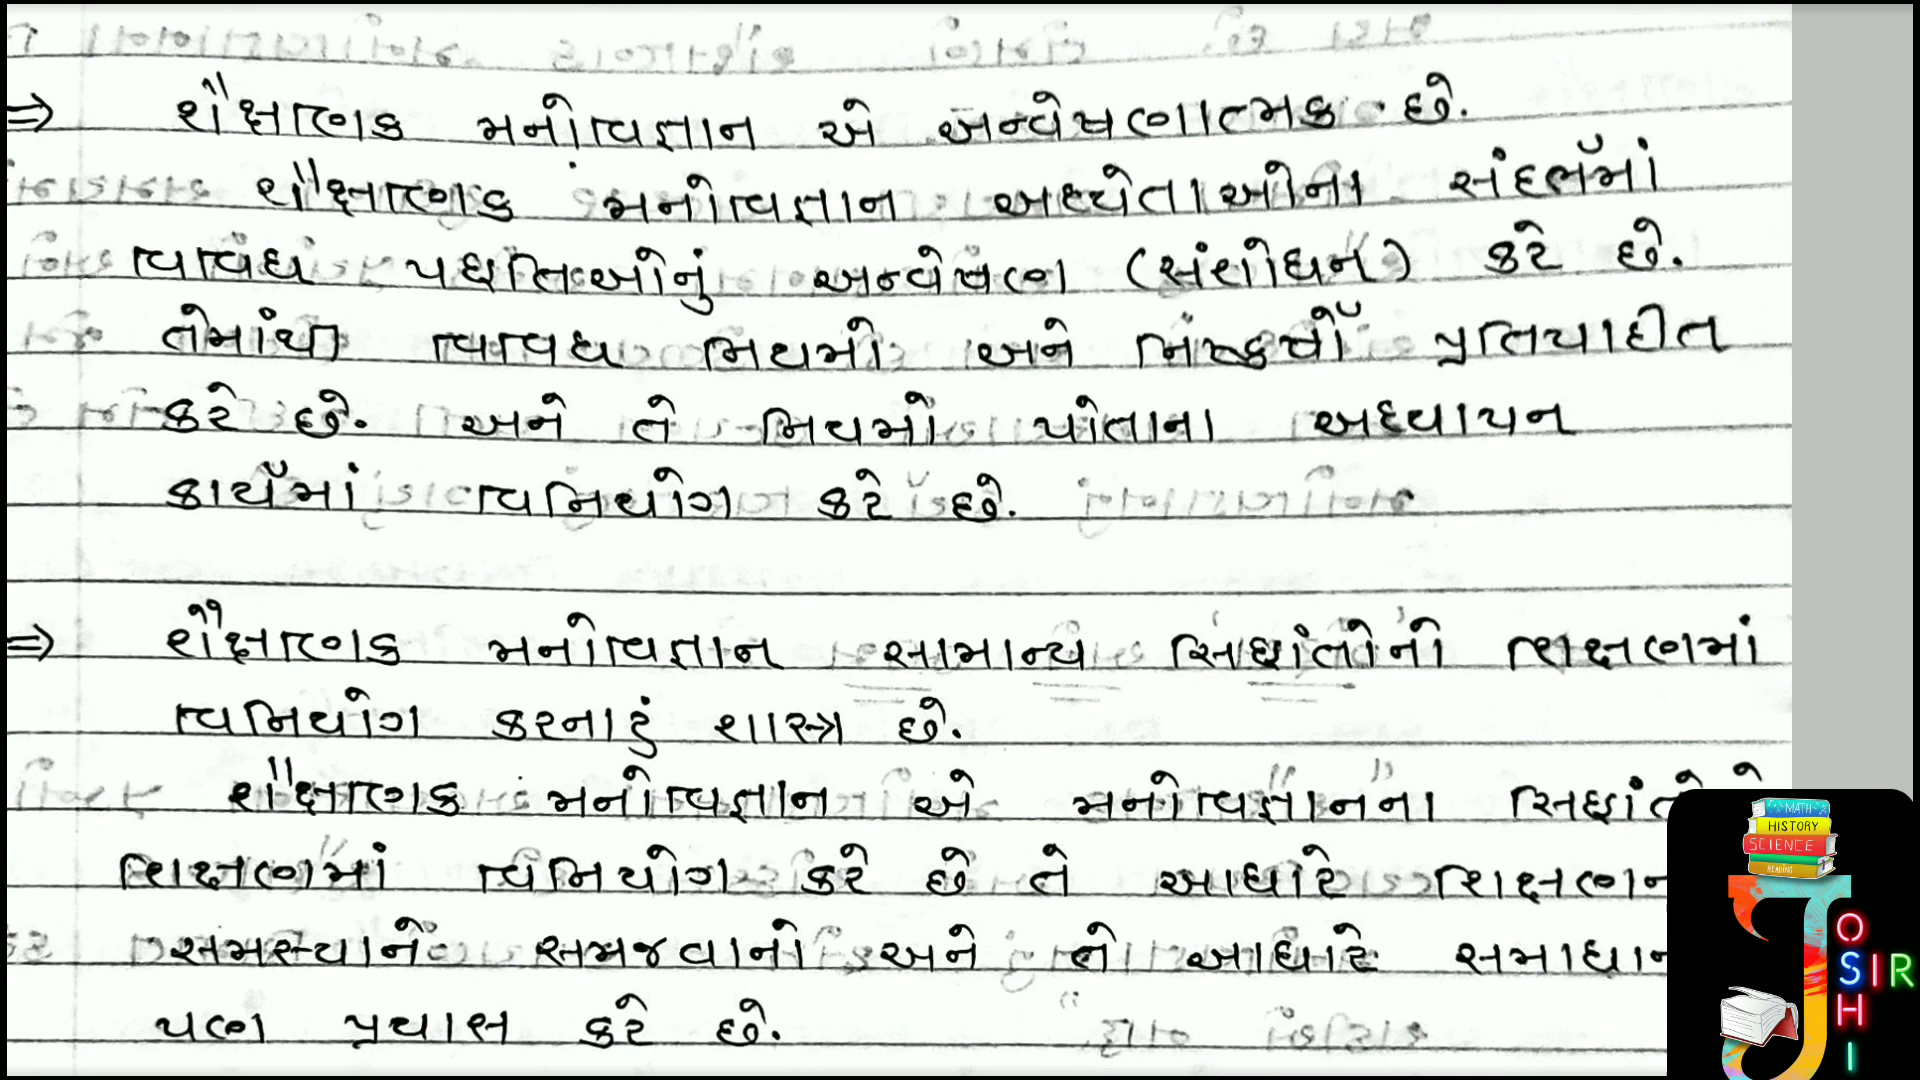 ⇒ શૈક્ષણિક મનોવિજ્ઞાન એ અન્વેષણાત્મક છે.
શૈક્ષણિક મનોવિજ્ઞાન અધ્યેતાઓના સંદર્ભમાં
વિવિધ પદ્ધતિઓનું અન્વેષણ (સંશોધન) કરે છે.
તેમાંથી વિવિધ નિયમો અને નિષ્કર્ષો પ્રતિપાદીત
કરે છે. અને તે નિયમો પોતાના અધ્યાપન
કાર્યમાં વિનિયોગ કરે છે.
⇒ શૈક્ષણિક મનોવિજ્ઞાન સામાન્ય સિદ્ધાંતોની શિક્ષણમાં
વિનિયોગ કરનારું શાસ્ત્ર છે.
શૈક્ષણિક મનોવિજ્ઞાન એ મનોવિજ્ઞાનના
શિક્ષણમાં વિનિયોગ કરે છે તે આધારે
સમસ્યાને સમજવાનો અને તે આધારે
પણ પ્રયાસ કરે છે.
MATH
HISTORY
SCIENCE
READING
JOSHI
SIR